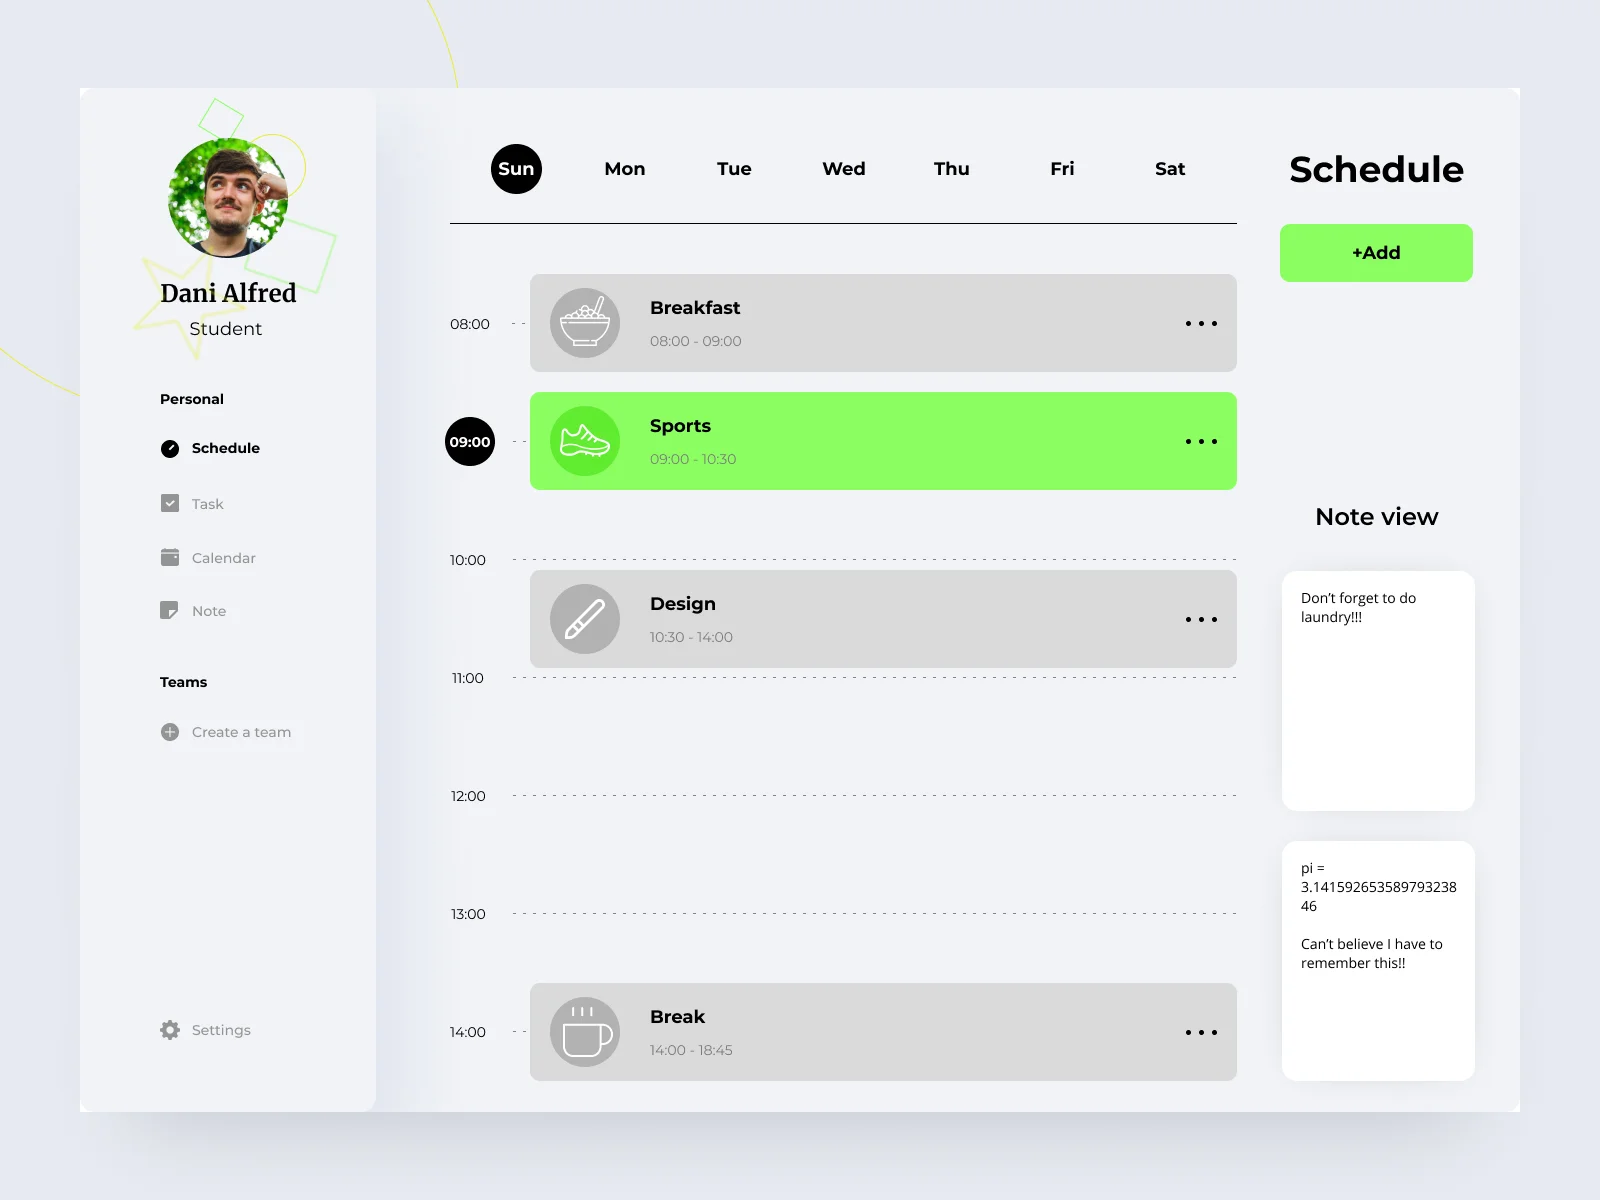 Dani Alfred
Student
Personal
Schedule
Task
Calendar
Note
Teams
Create a team
Settings
Sun Mon Tue Wed Thu Fri Sat
08:00
Breakfast
08:00 - 09:00
09:00
Sports
09:00 - 10:30
10:00
Design
10:30 - 14:00
11:00
12:00
13:00
14:00
Break
14:00 - 18:45
Schedule
+Add
Note view
Don’t forget to do
laundry!!!
pi =
3.141592653589793238
46
Can’t believe I have to
remember this!!